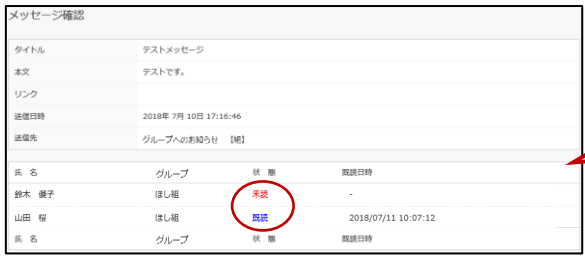 メッセージ確認
タイトル テストメッセージ
本文 テストです。
リンク
送信日時 2018年 7月 10日 17:16:46
送信先 グループへのお知らせ 【組】
氏 名 グループ 状 態 既読日時
鈴木 優子 ほし組 未読 -
山田 桜 ほし組 既読 2018/07/11 10:07:12
氏 名 グループ 状 態 既読日時